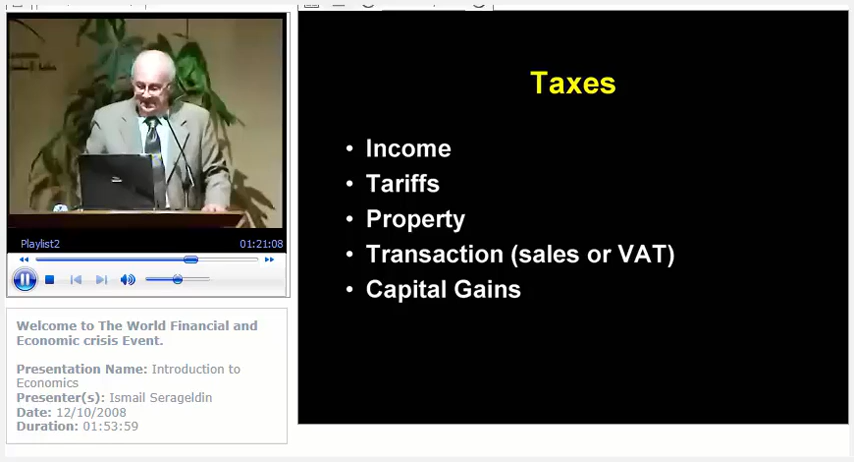 Taxes
• Income
• Tariffs
• Property
• Transaction (sales or VAT)
• Capital Gains
Playlist2 01:21:08
Welcome to The World Financial and
Economic crisis Event.
Presentation Name: Introduction to
Economics
Presenter(s): Ismail Serageldin
Date: 12/10/2008
Duration: 01:53:59